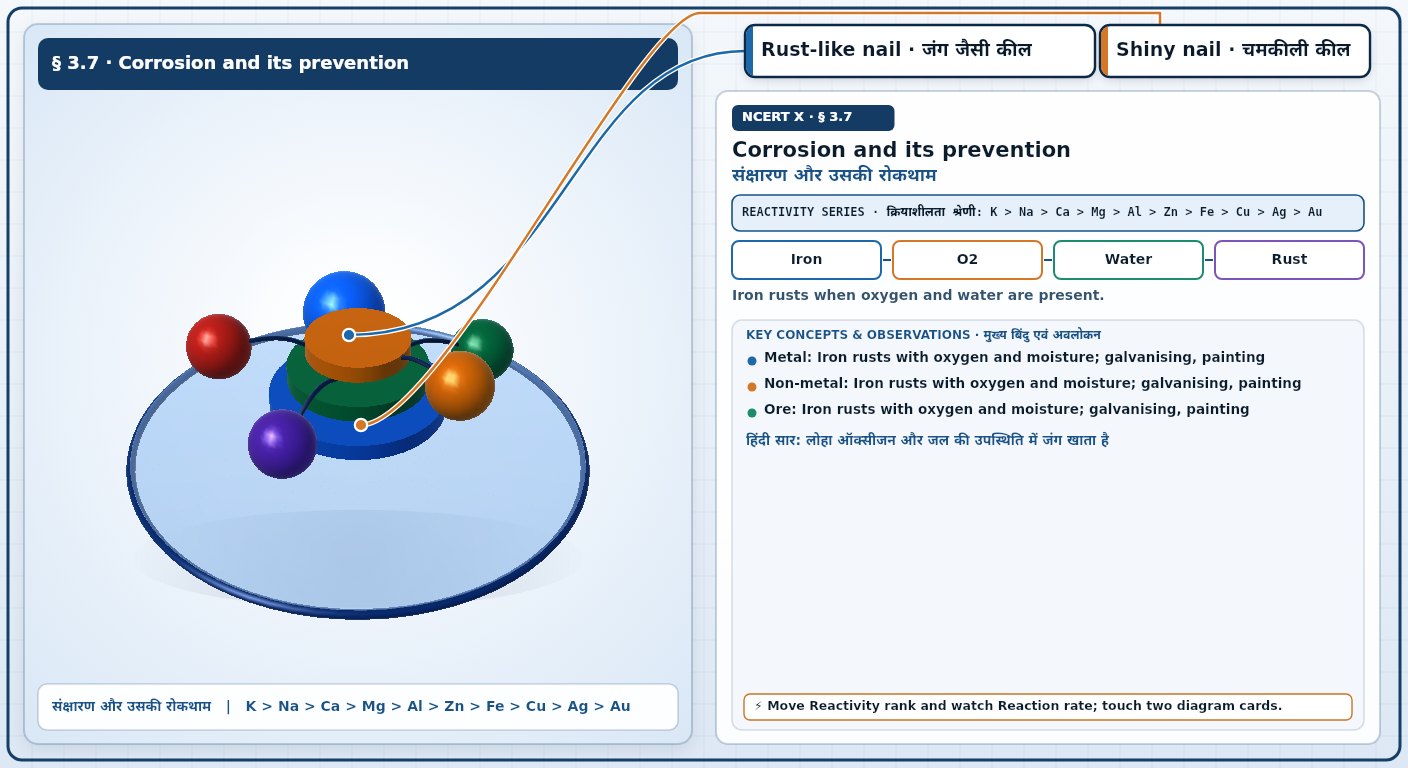 § 3.7 · Corrosion and its prevention
Rust-like nail · जंग जैसी कील
Shiny nail · चमकीली कील
NCERT X · § 3.7
Corrosion and its prevention
संक्षारण और उसकी रोकथाम
REACTIVITY SERIES · क्रियाशीलता श्रेणी: K > Na > Ca > Mg > Al > Zn > Fe > Cu > Ag > Au
Iron
O2
Water
Rust
Iron rusts when oxygen and water are present.
KEY CONCEPTS & OBSERVATIONS · मुख्य बिंदु एवं अवलोकन
Metal: Iron rusts with oxygen and moisture; galvanising, painting
Non-metal: Iron rusts with oxygen and moisture; galvanising, painting
Ore: Iron rusts with oxygen and moisture; galvanising, painting
हिंदी सार: लोहा ऑक्सीजन और जल की उपस्थिति में जंग खाता है
⚡ Move Reactivity rank and watch Reaction rate; touch two diagram cards.
संक्षारण और उसकी रोकथाम | K > Na > Ca > Mg > Al > Zn > Fe > Cu > Ag > Au